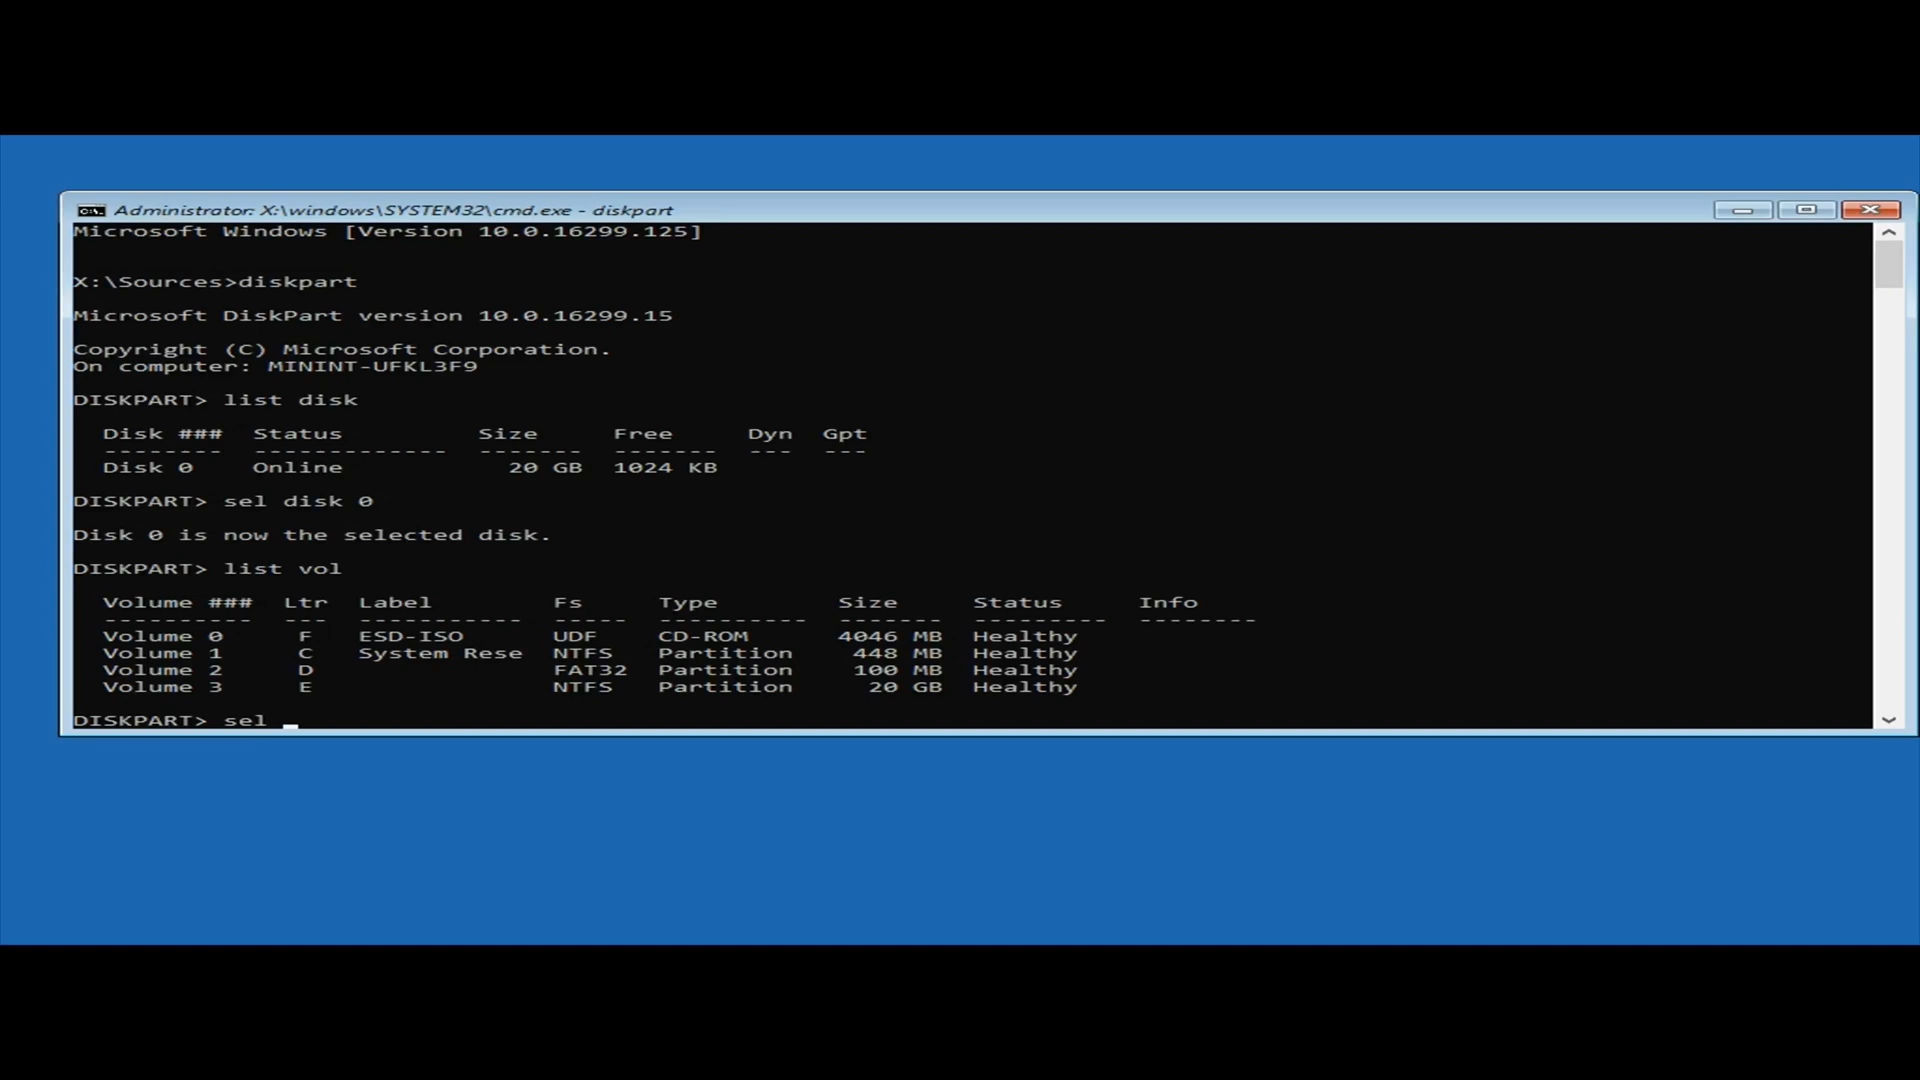 Administrator: X:\windows\SYSTEM32\cmd.exe - diskpart
Microsoft Windows [Version 10.0.16299.125]
X:\Sources>diskpart
Microsoft DiskPart version 10.0.16299.15
Copyright (C) Microsoft Corporation.
On computer: MININT-UFKL3F9
DISKPART> list disk
Disk ### Status Size Free Dyn Gpt
-------- ------------- ------- ------- --- ---
Disk 0 Online 20 GB 1024 KB
DISKPART> sel disk 0
Disk 0 is now the selected disk.
DISKPART> list vol
Volume ### Ltr Label Fs Type Size Status Info
---------- --- ----------- ----- ---------- ------- --------- --------
Volume 0 F ESD-ISO UDF CD-ROM 4046 MB Healthy
Volume 1 C System Rese NTFS Partition 448 MB Healthy
Volume 2 D FAT32 Partition 100 MB Healthy
Volume 3 E NTFS Partition 20 GB Healthy
DISKPART> sel _